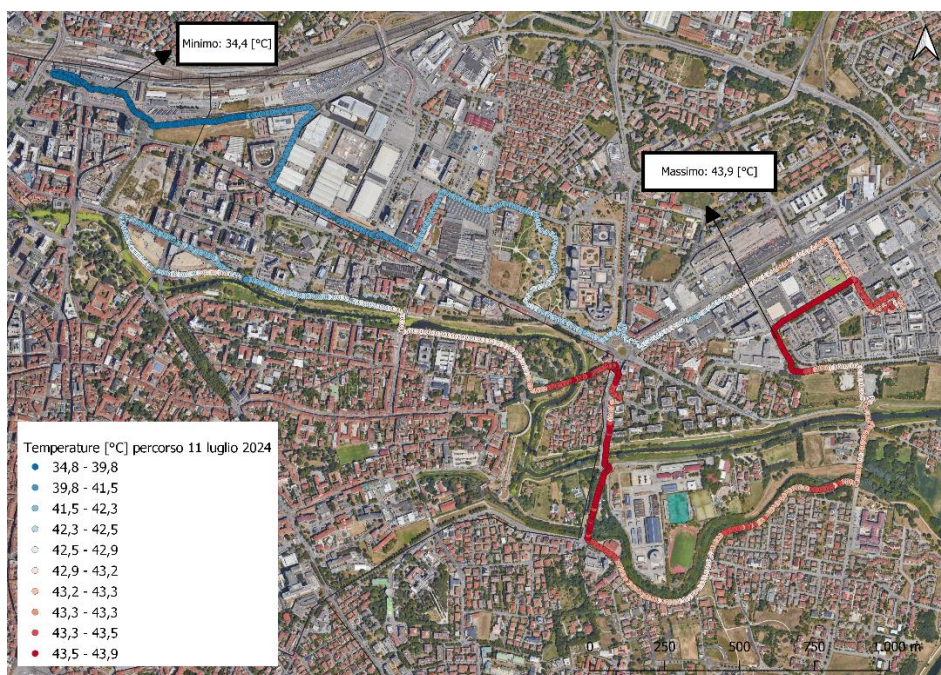 Minimo: 34,4 [°C]
Massimo: 43,9 [°C]
Temperature [°C] percorso 11 luglio 2024
34,8 - 39,8
39,8 - 41,5
41,5 - 42,3
42,3 - 42,5
42,5 - 42,9
42,9 - 43,2
43,2 - 43,3
43,3 - 43,3
43,3 - 43,5
43,5 - 43,9
0 250 500 750 1.000 m